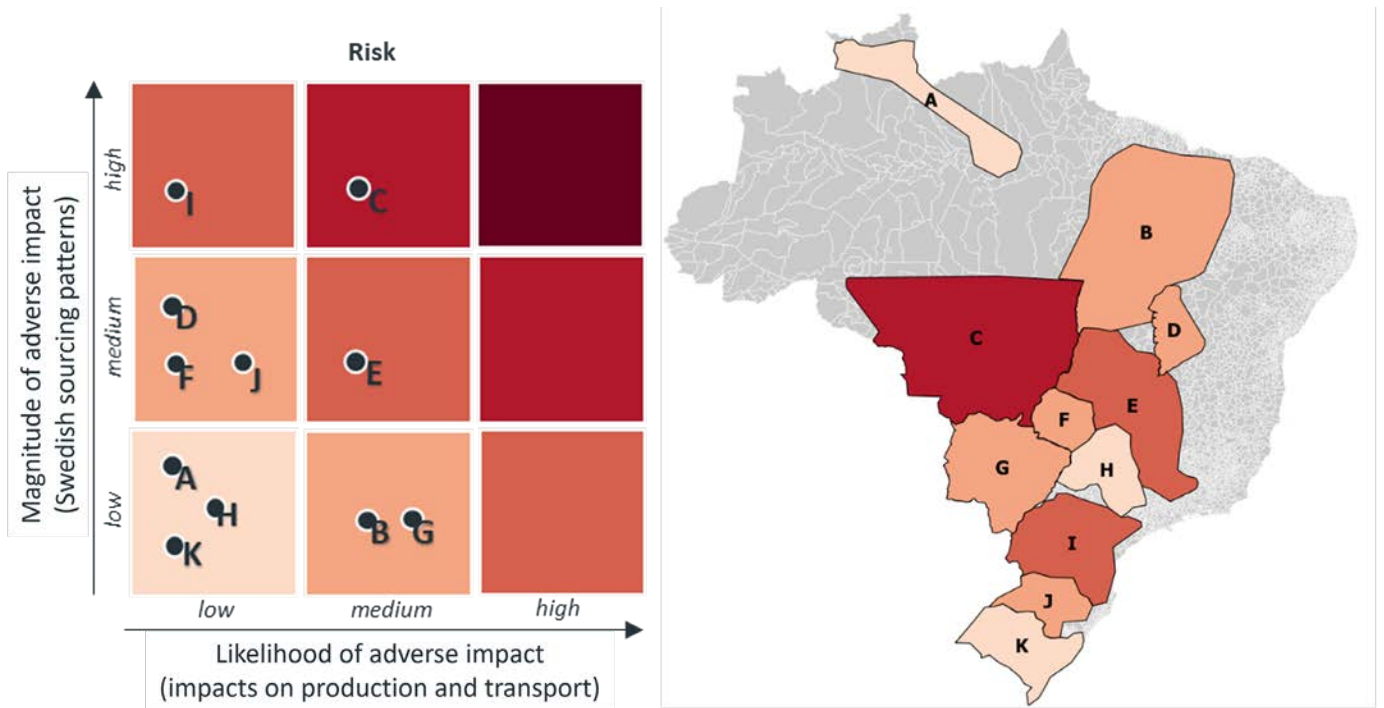 Risk
Magnitude of adverse impact
(Swedish sourcing patterns)
high
I
C
medium
D
F
J
E
low
A
H
K
B
G
low
medium
high
Likelihood of adverse impact
(impacts on production and transport)
A
B
C
D
E
F
G
H
I
J
K